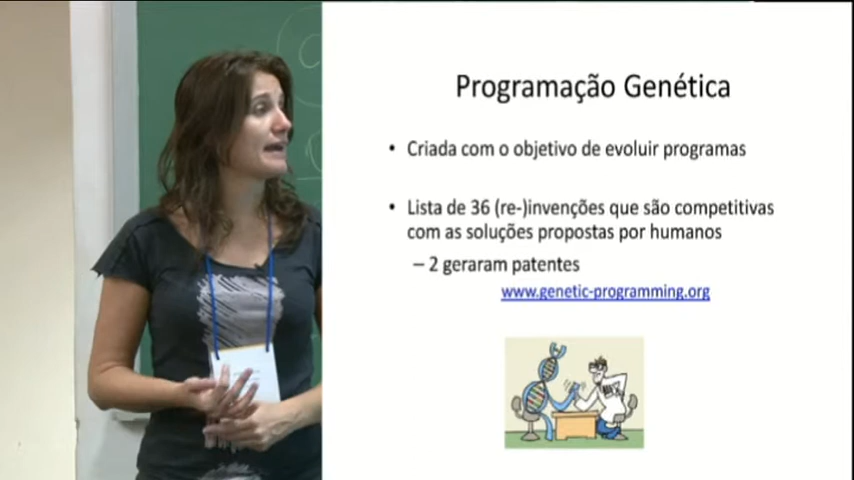 Programação Genética
• Criada com o objetivo de evoluir programas
• Lista de 36 (re-)invenções que são competitivas
com as soluções propostas por humanos
– 2 geraram patentes
www.genetic-programming.org